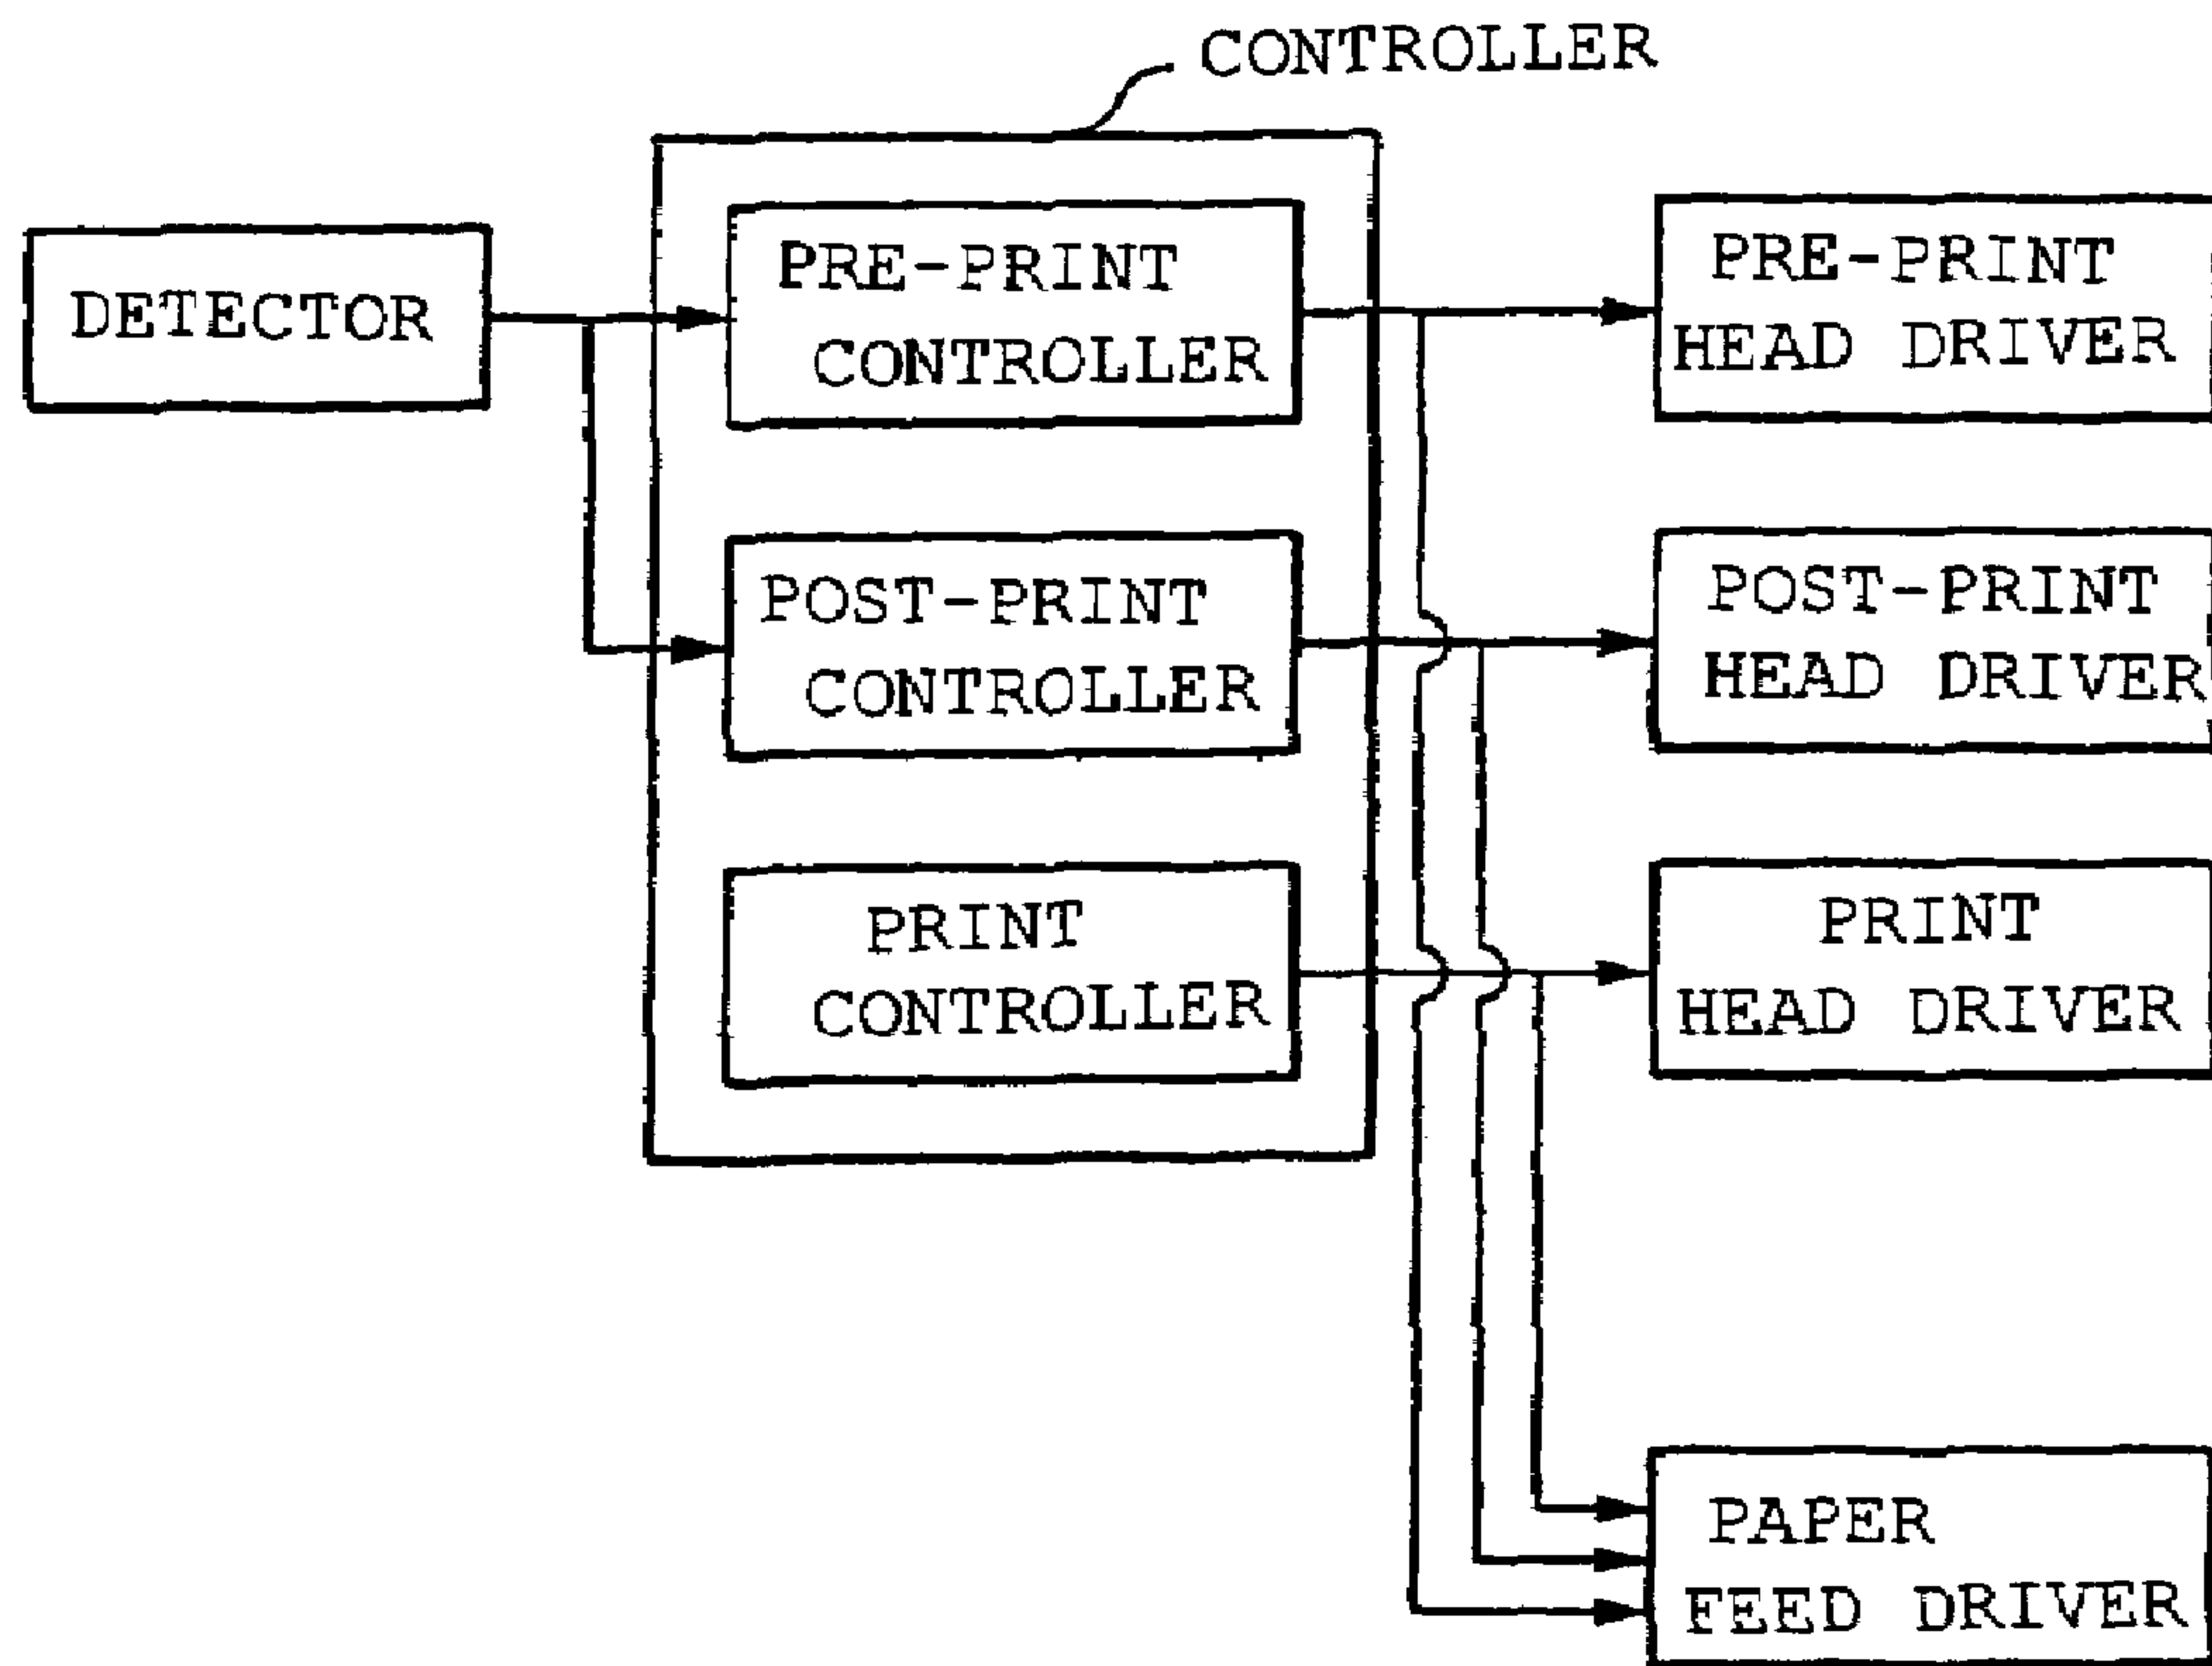 CONTROLLER
DETECTOR
PRE-PRINT
CONTROLLER
PRE-PRINT
HEAD DRIVER
POST-PRINT
CONTROLLER
POST-PRINT
HEAD DRIVER
PRINT
CONTROLLER
PRINT
HEAD DRIVER
PAPER
FEED DRIVER